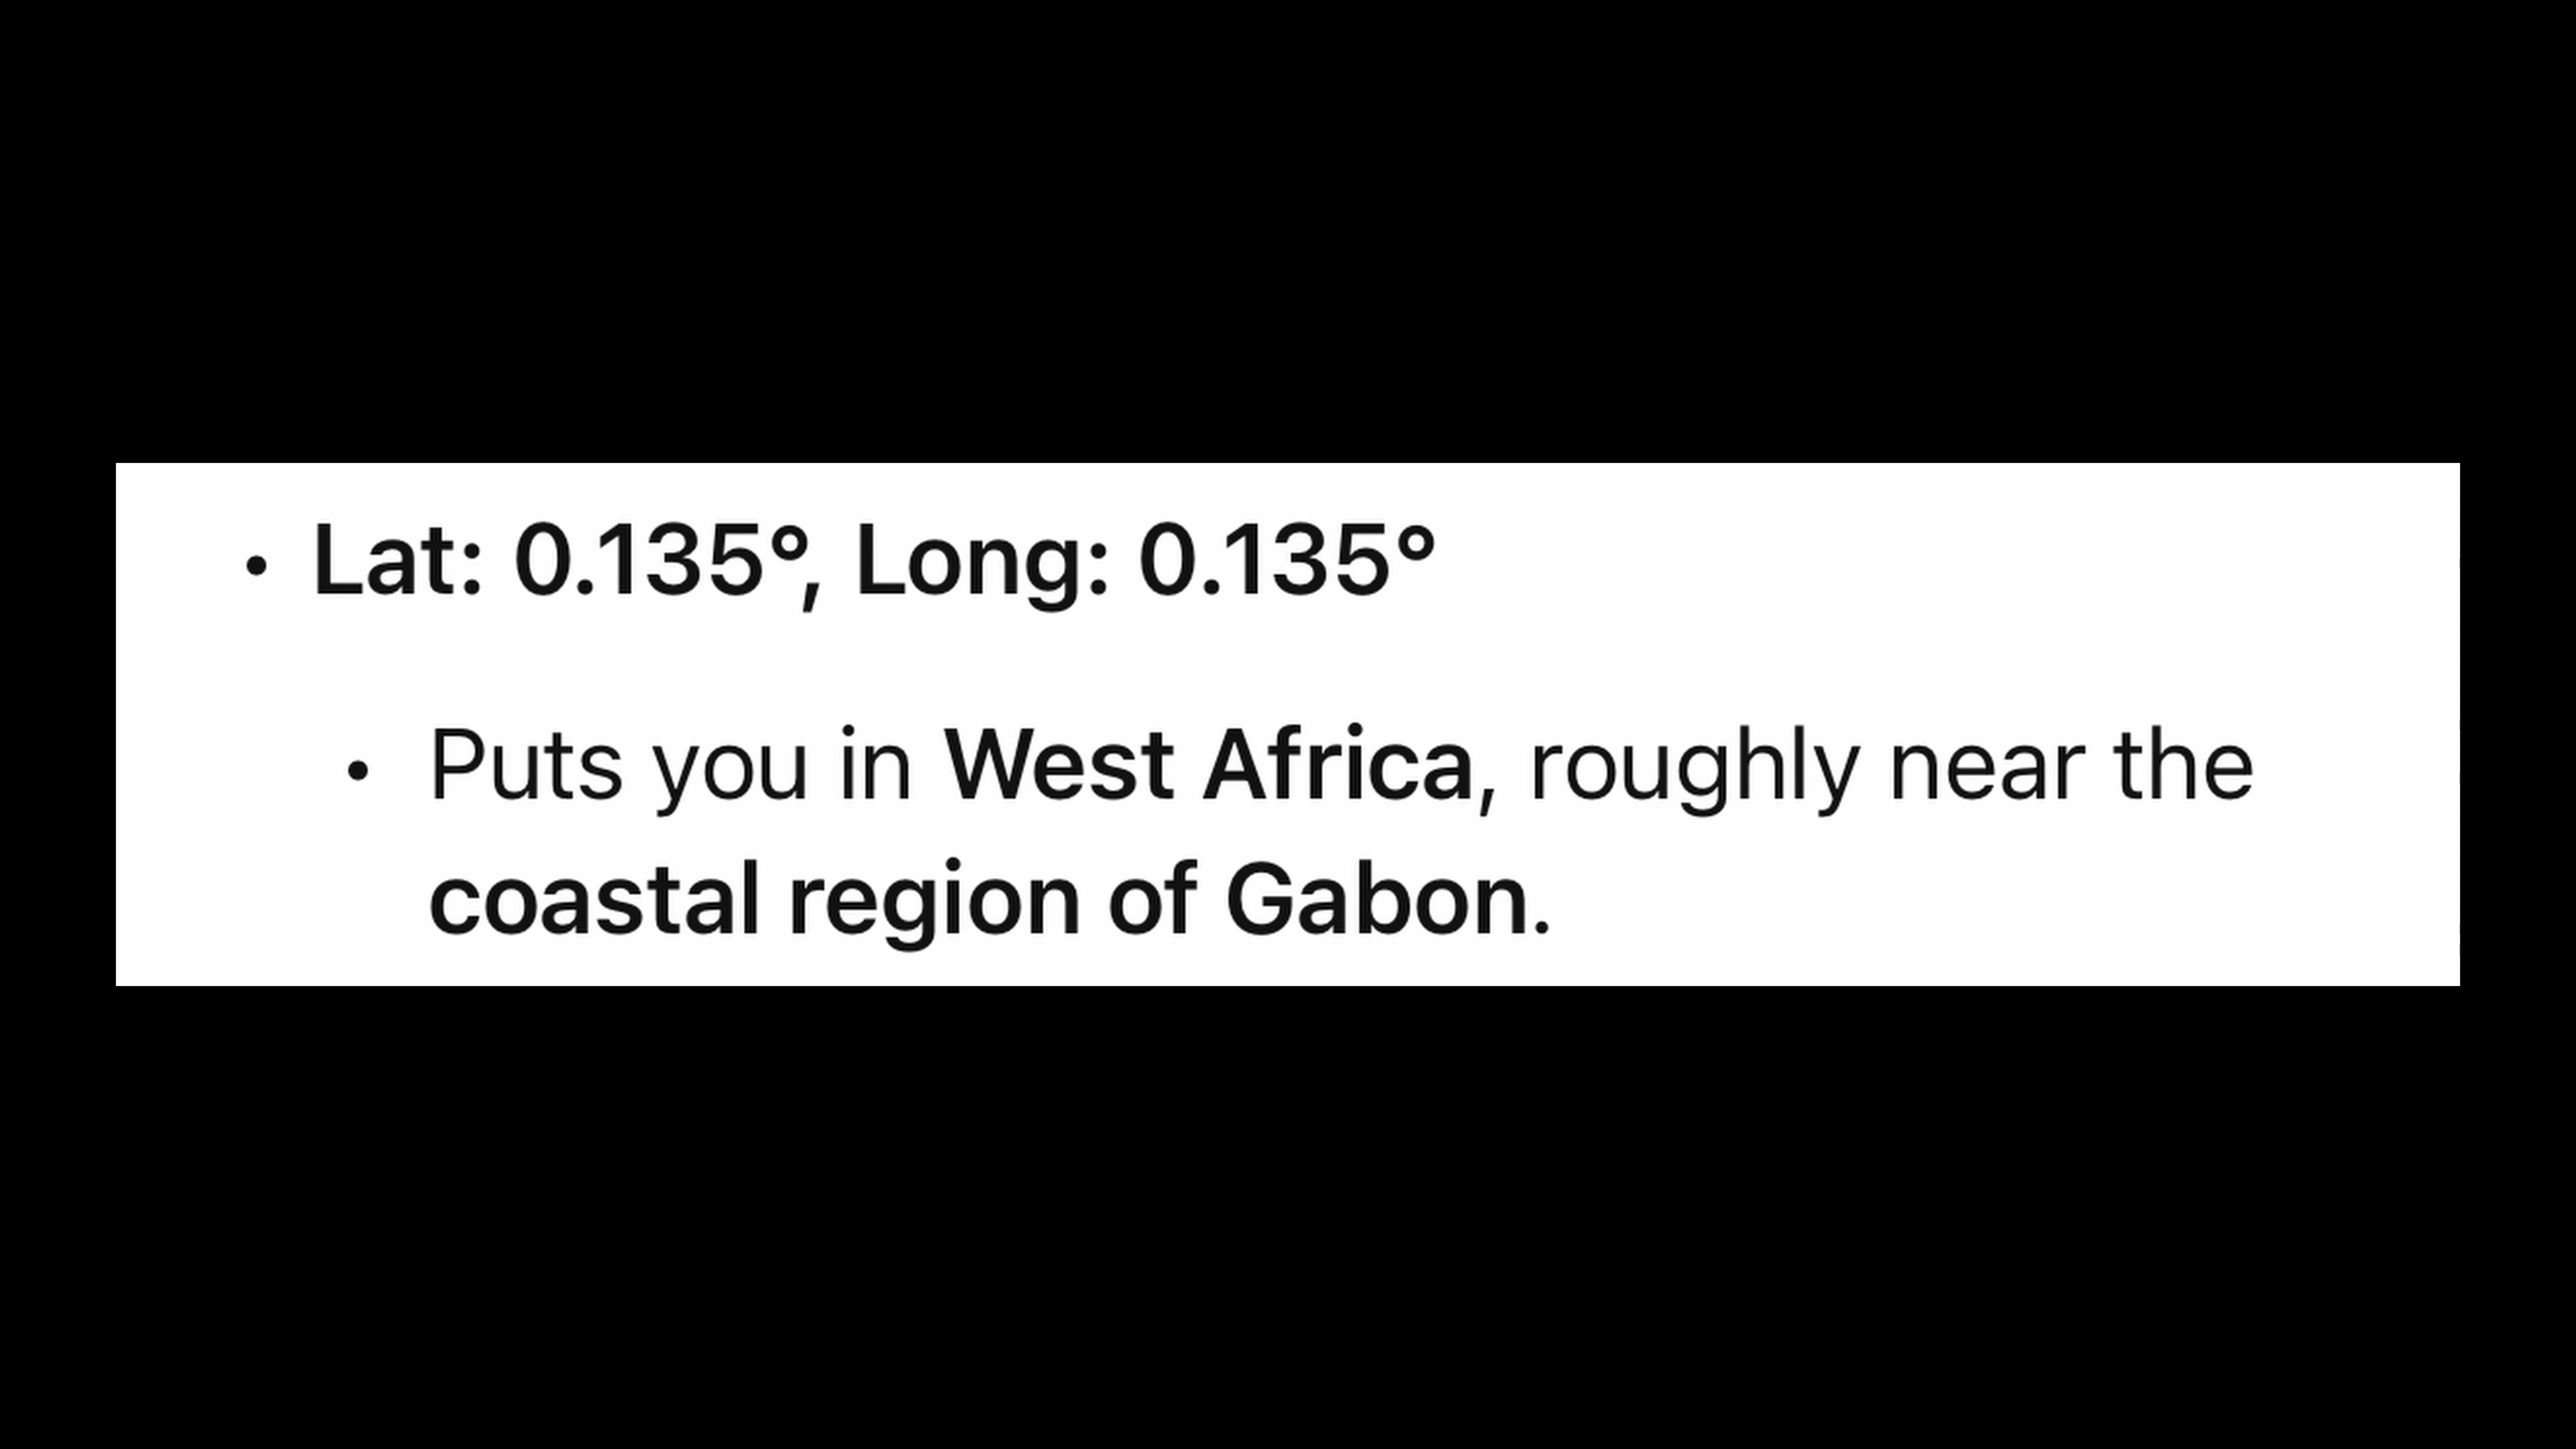 • Lat: 0.135°, Long: 0.135°
• Puts you in West Africa, roughly near the
coastal region of Gabon.